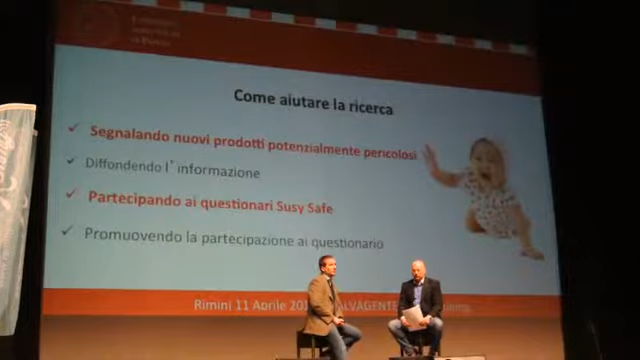 Come aiutare la ricerca
✓ Segnalando nuovi prodotti potenzialmente pericolosi
✓ Diffondendo l'informazione
✓ Partecipando ai questionari Susy Safe
✓ Promuovendo la partecipazione ai questionario
Rimini 11 Aprile